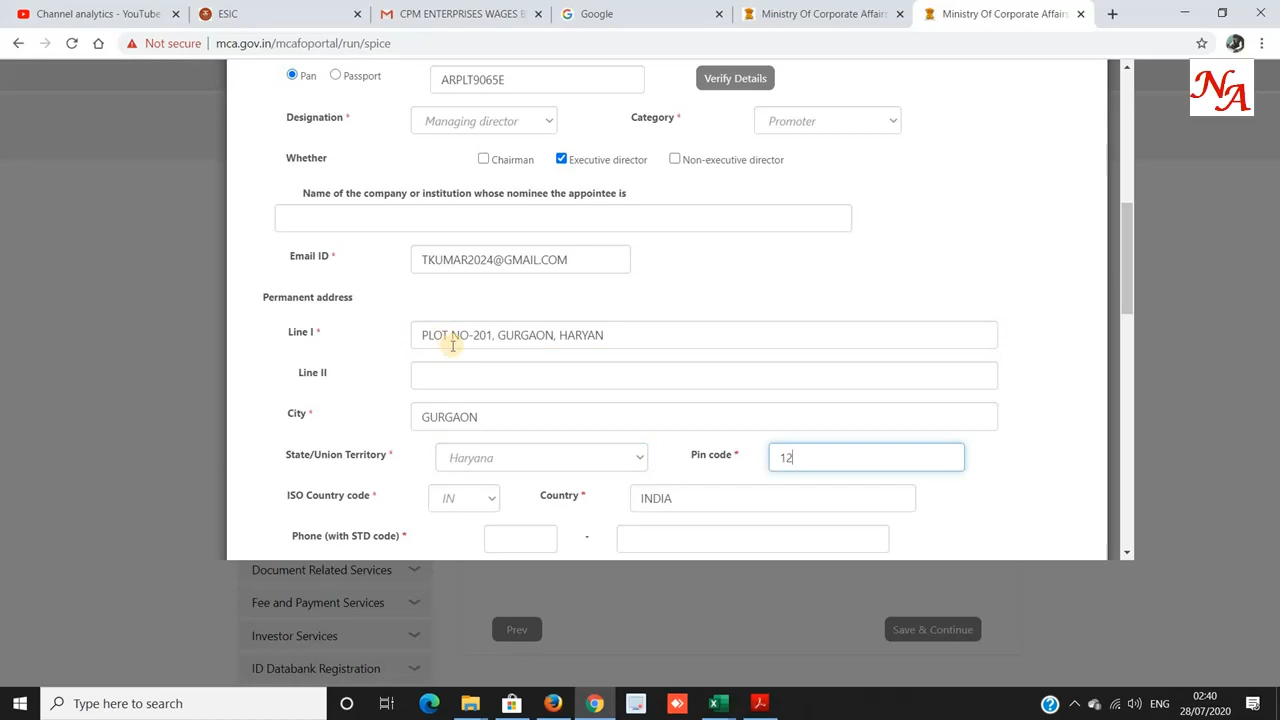 Channel analytics - YouTube
ESIC
CPM ENTERPRISES WAGES B
Google
Ministry Of Corporate Affairs
Ministry Of Corporate Affairs
Not secure | mca.gov.in/mcafoportal/run/spice
NA
Pan Passport ARPLT9065E Verify Details
Designation * Managing director Category * Promoter
Whether Chairman Executive director Non-executive director
Name of the company or institution whose nominee the appointee is
Email ID * TKUMAR2024@GMAIL.COM
Permanent address
Line I * PLOT NO-201, GURGAON, HARYAN
Line II
City * GURGAON
State/Union Territory * Haryana Pin code * 12
ISO Country code * IN Country * INDIA
Phone (with STD code) * -
Document Related Services
Fee and Payment Services
Investor Services
ID Databank Registration
Prev Save & Continue
Type here to search
ENG 02:40
28/07/2020